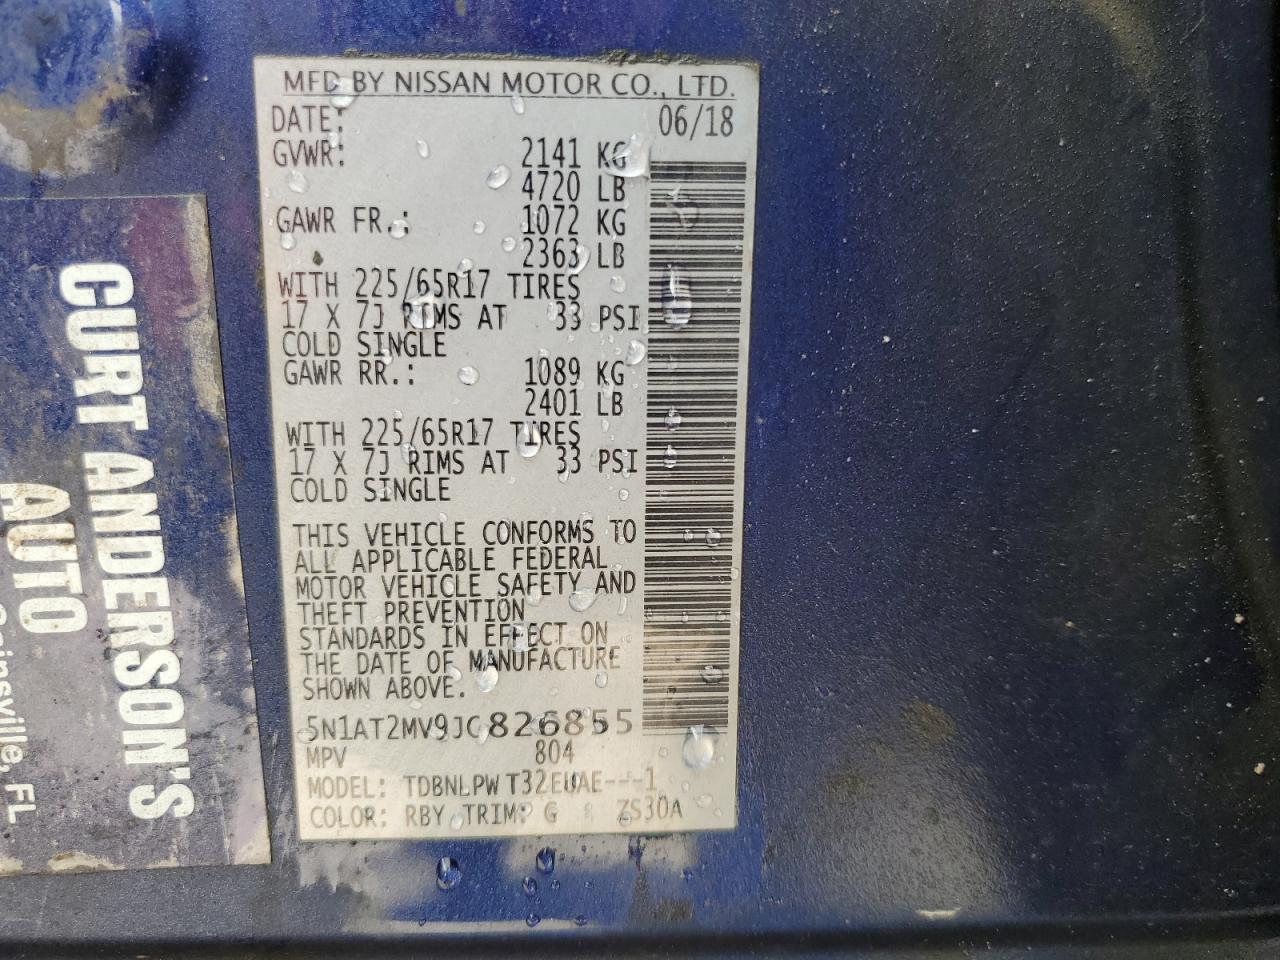 MFD BY NISSAN MOTOR CO., LTD.
DATE: 06/18
GVWR: 2141 KG
4720 LB
GAWR FR.: 1072 KG
2363 LB
WITH 225/65R17 TIRES
17 X 7J RIMS AT 33 PSI
COLD SINGLE
GAWR RR.: 1089 KG
2401 LB
WITH 225/65R17 TIRES
17 X 7J RIMS AT 33 PSI
COLD SINGLE
THIS VEHICLE CONFORMS TO
ALL APPLICABLE FEDERAL
MOTOR VEHICLE SAFETY AND
THEFT PREVENTION
STANDARDS IN EFFECT ON
THE DATE OF MANUFACTURE
SHOWN ABOVE.
5N1AT2MV9JC826855
MPV 804
MODEL: TDBNLPW T32EUAE---1
COLOR: RBY TRIM: G ZS30A
CURT ANDERSON'S
AUTO
FL